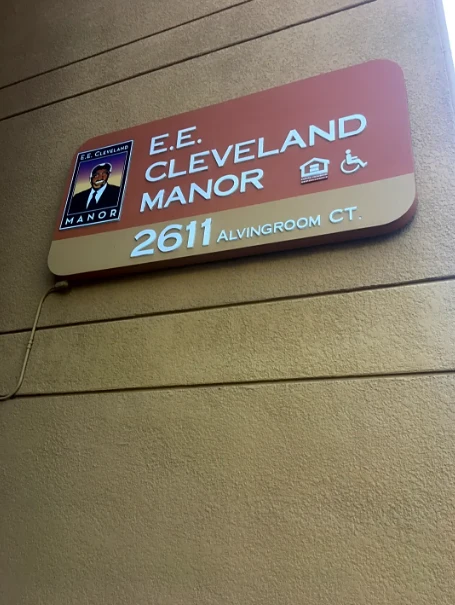 E.E. CLEVELAND
MANOR
E.E.
CLEVELAND
MANOR
2611 ALVINGROOM CT.